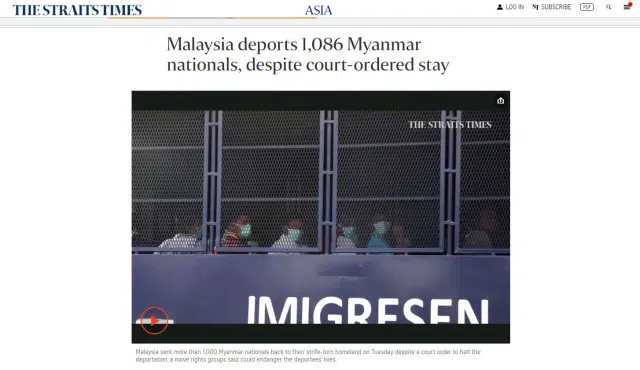 THE STRAITS TIMES
ASIA
LOG IN
ST SUBSCRIBE
PDF
Malaysia deports 1,086 Myanmar
nationals, despite court-ordered stay
THE STRAITS TIMES
IMIGRESEN
Malaysia sent more than 1,000 Myanmar nationals back to their strife-torn homeland on Tuesday despite a court order to halt the
deportation, a move rights groups said could endanger the deportees' lives.